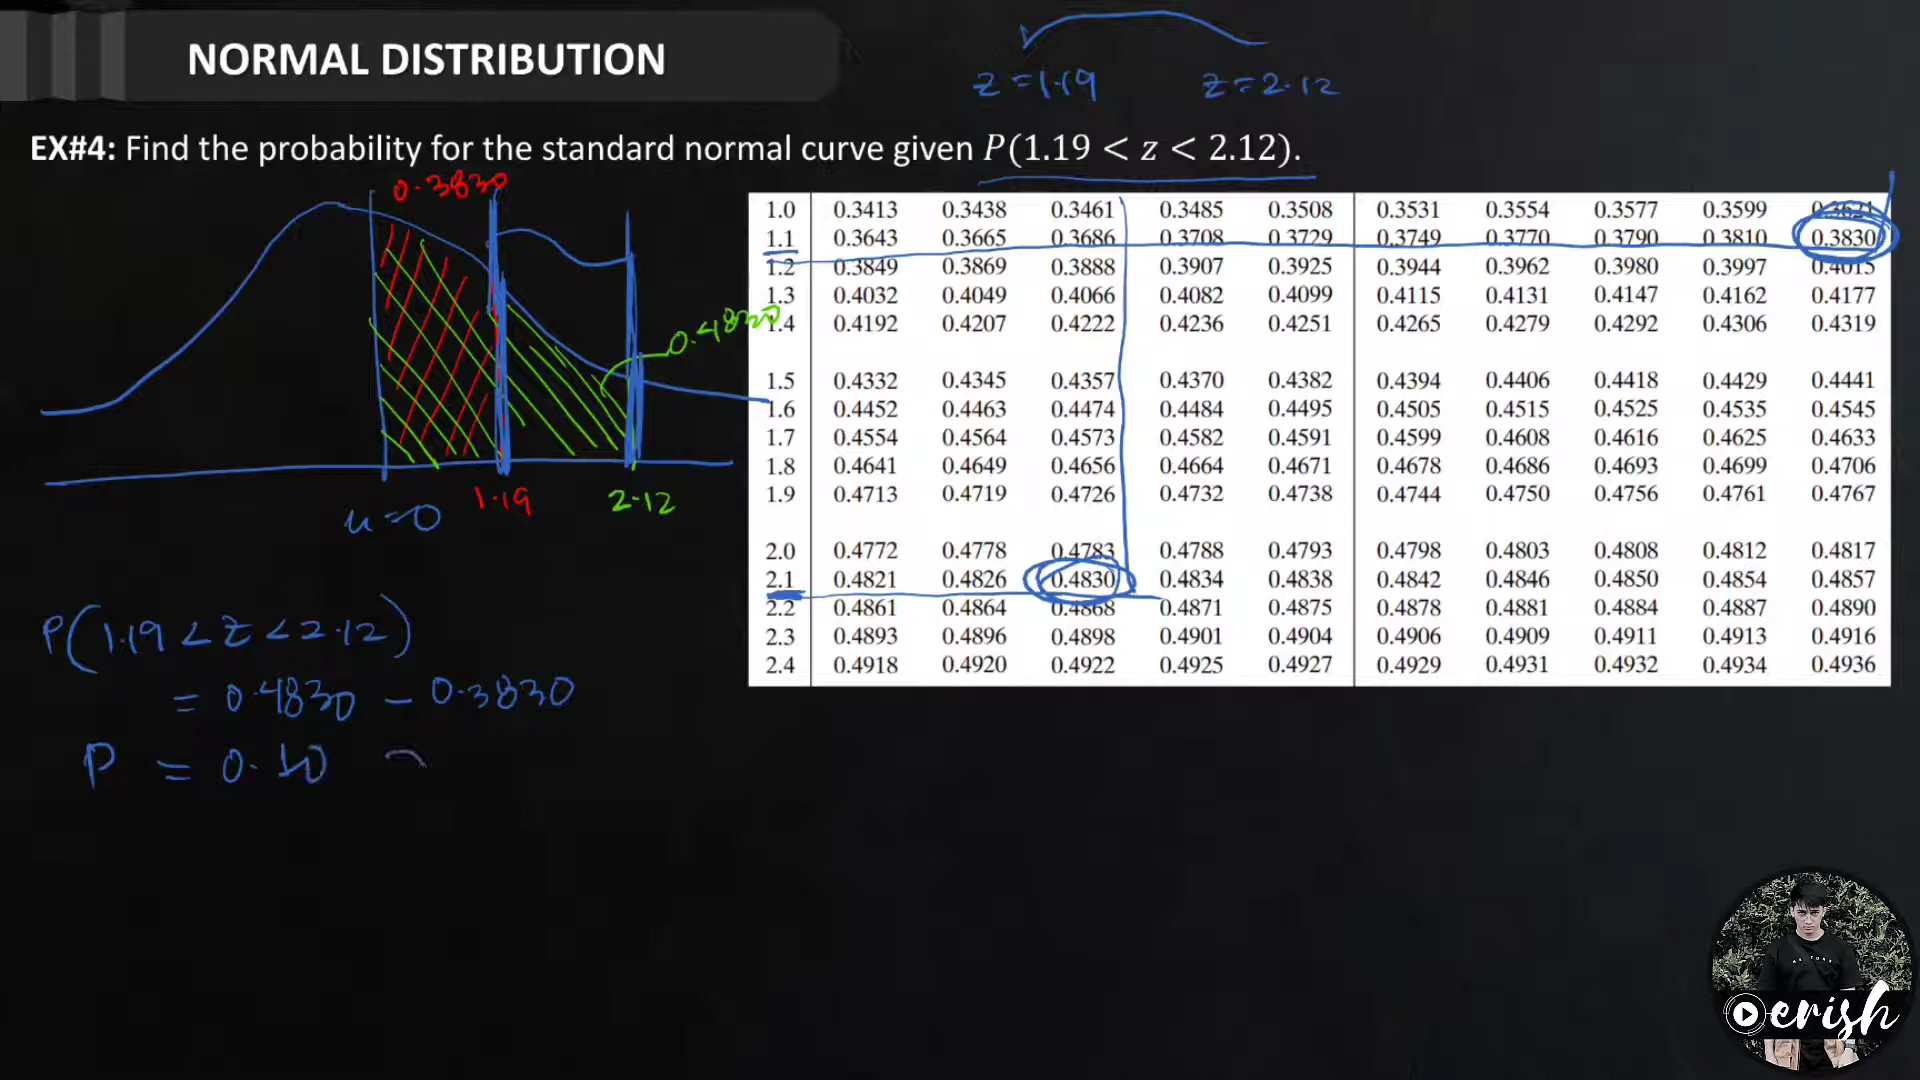 NORMAL DISTRIBUTION
z = 1.19 z = 2.12
EX#4: Find the probability for the standard normal curve given P(1.19 < z < 2.12).
0.3830
0.4830
u = 0 1.19 2.12
1.0 0.3413 0.3438 0.3461 0.3485 0.3508 0.3531 0.3554 0.3577 0.3599 0.3621
1.1 0.3643 0.3665 0.3686 0.3708 0.3729 0.3749 0.3770 0.3790 0.3810 0.3830
1.2 0.3849 0.3869 0.3888 0.3907 0.3925 0.3944 0.3962 0.3980 0.3997 0.4015
1.3 0.4032 0.4049 0.4066 0.4082 0.4099 0.4115 0.4131 0.4147 0.4162 0.4177
1.4 0.4192 0.4207 0.4222 0.4236 0.4251 0.4265 0.4279 0.4292 0.4306 0.4319
1.5 0.4332 0.4345 0.4357 0.4370 0.4382 0.4394 0.4406 0.4418 0.4429 0.4441
1.6 0.4452 0.4463 0.4474 0.4484 0.4495 0.4505 0.4515 0.4525 0.4535 0.4545
1.7 0.4554 0.4564 0.4573 0.4582 0.4591 0.4599 0.4608 0.4616 0.4625 0.4633
1.8 0.4641 0.4649 0.4656 0.4664 0.4671 0.4678 0.4686 0.4693 0.4699 0.4706
1.9 0.4713 0.4719 0.4726 0.4732 0.4738 0.4744 0.4750 0.4756 0.4761 0.4767
2.0 0.4772 0.4778 0.4783 0.4788 0.4793 0.4798 0.4803 0.4808 0.4812 0.4817
2.1 0.4821 0.4826 0.4830 0.4834 0.4838 0.4842 0.4846 0.4850 0.4854 0.4857
2.2 0.4861 0.4864 0.4868 0.4871 0.4875 0.4878 0.4881 0.4884 0.4887 0.4890
2.3 0.4893 0.4896 0.4898 0.4901 0.4904 0.4906 0.4909 0.4911 0.4913 0.4916
2.4 0.4918 0.4920 0.4922 0.4925 0.4927 0.4929 0.4931 0.4932 0.4934 0.4936
P(1.19 < z < 2.12)
= 0.4830 - 0.3830
P = 0.10
erish